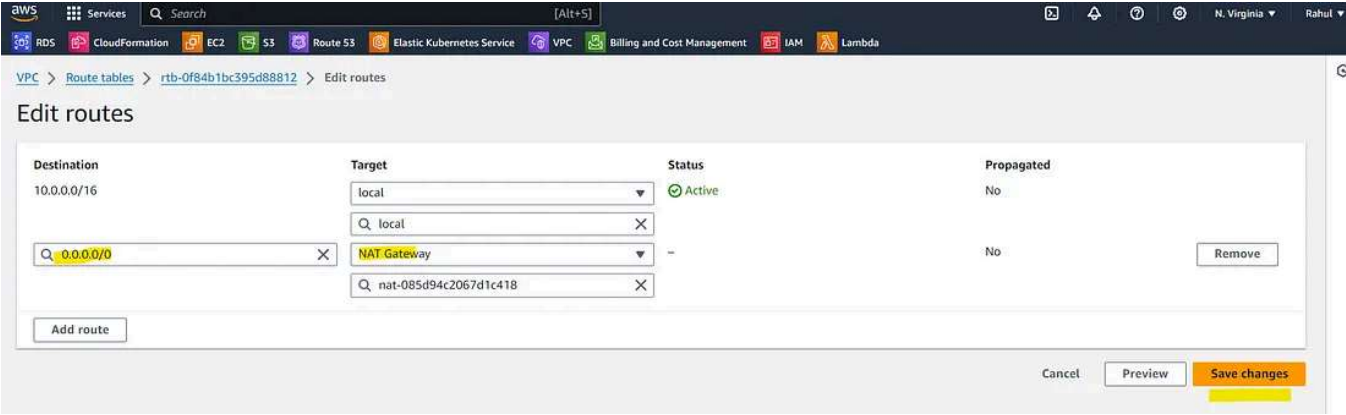 aws Services Search [Alt+S] N. Virginia Rahul
RDS CloudFormation EC2 S3 Route 53 Elastic Kubernetes Service VPC Billing and Cost Management IAM Lambda
VPC > Route tables > rtb-0f84b1bc395d88812 > Edit routes
Edit routes
Destination Target Status Propagated
10.0.0.0/16 local Active No
local
0.0.0.0/0 NAT Gateway – No Remove
nat-085d94c2067d1c418
Add route
Cancel Preview Save changes